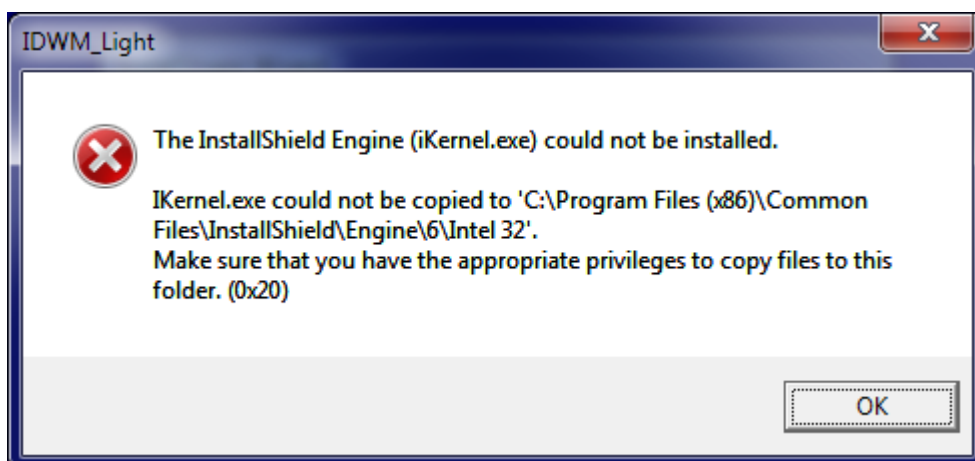 IDWM_Light
The InstallShield Engine (iKernel.exe) could not be installed.
IKernel.exe could not be copied to 'C:\Program Files (x86)\Common
Files\InstallShield\Engine\6\Intel 32'.
Make sure that you have the appropriate privileges to copy files to this
folder. (0x20)
OK